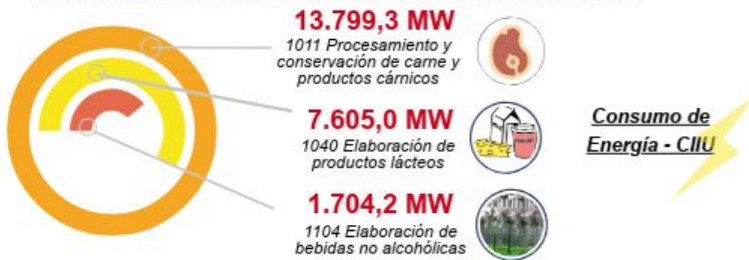 13.799,3 MW
1011 Procesamiento y
conservación de carne y
productos cárnicos
7.605,0 MW
1040 Elaboración de
productos lácteos
1.704,2 MW
1104 Elaboración de
bebidas no alcohólicas
Consumo de
Energía - CIIU